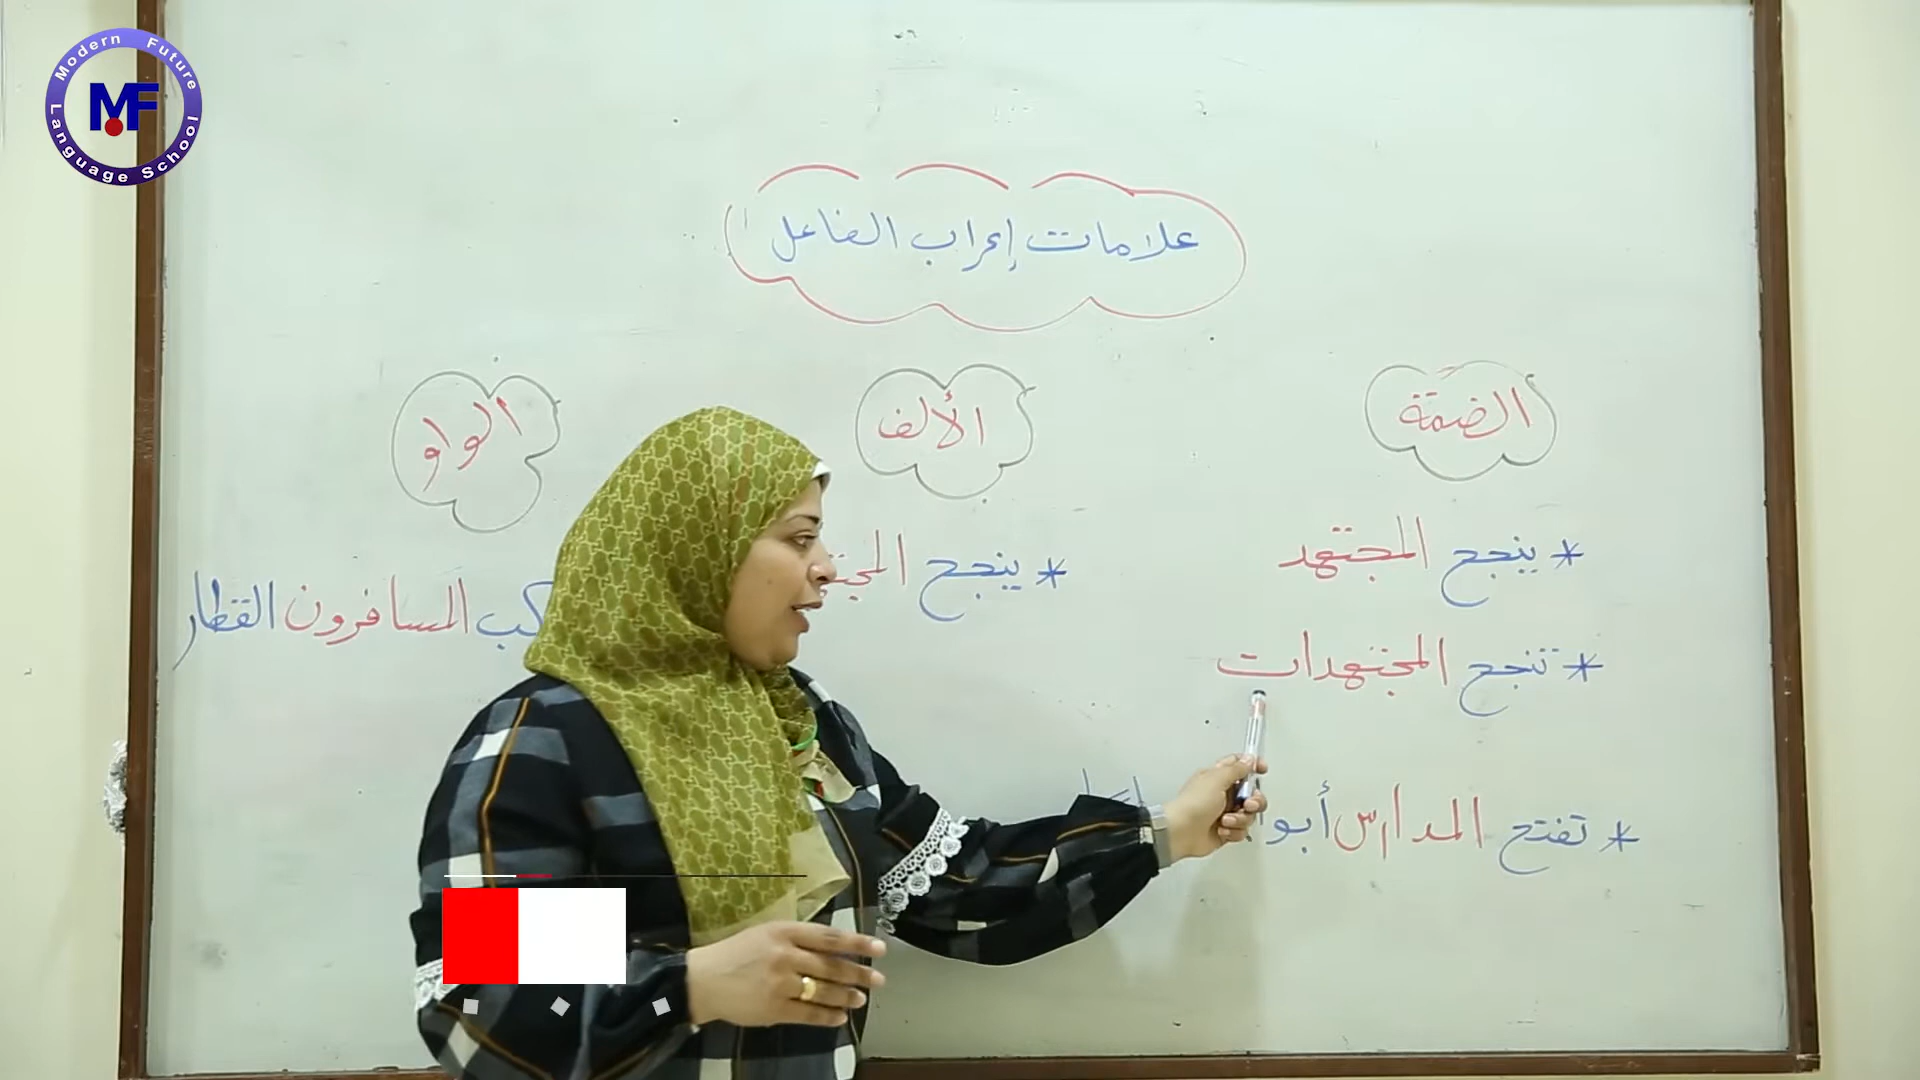 Modern Future
MF
Language School
علامات إعراب الفاعل
الضمة
الألف
الواو
* ينجح المجتهد
* ينجح
المسافرون القطار
* تنجح المجتهدات
* تفتح المدارس